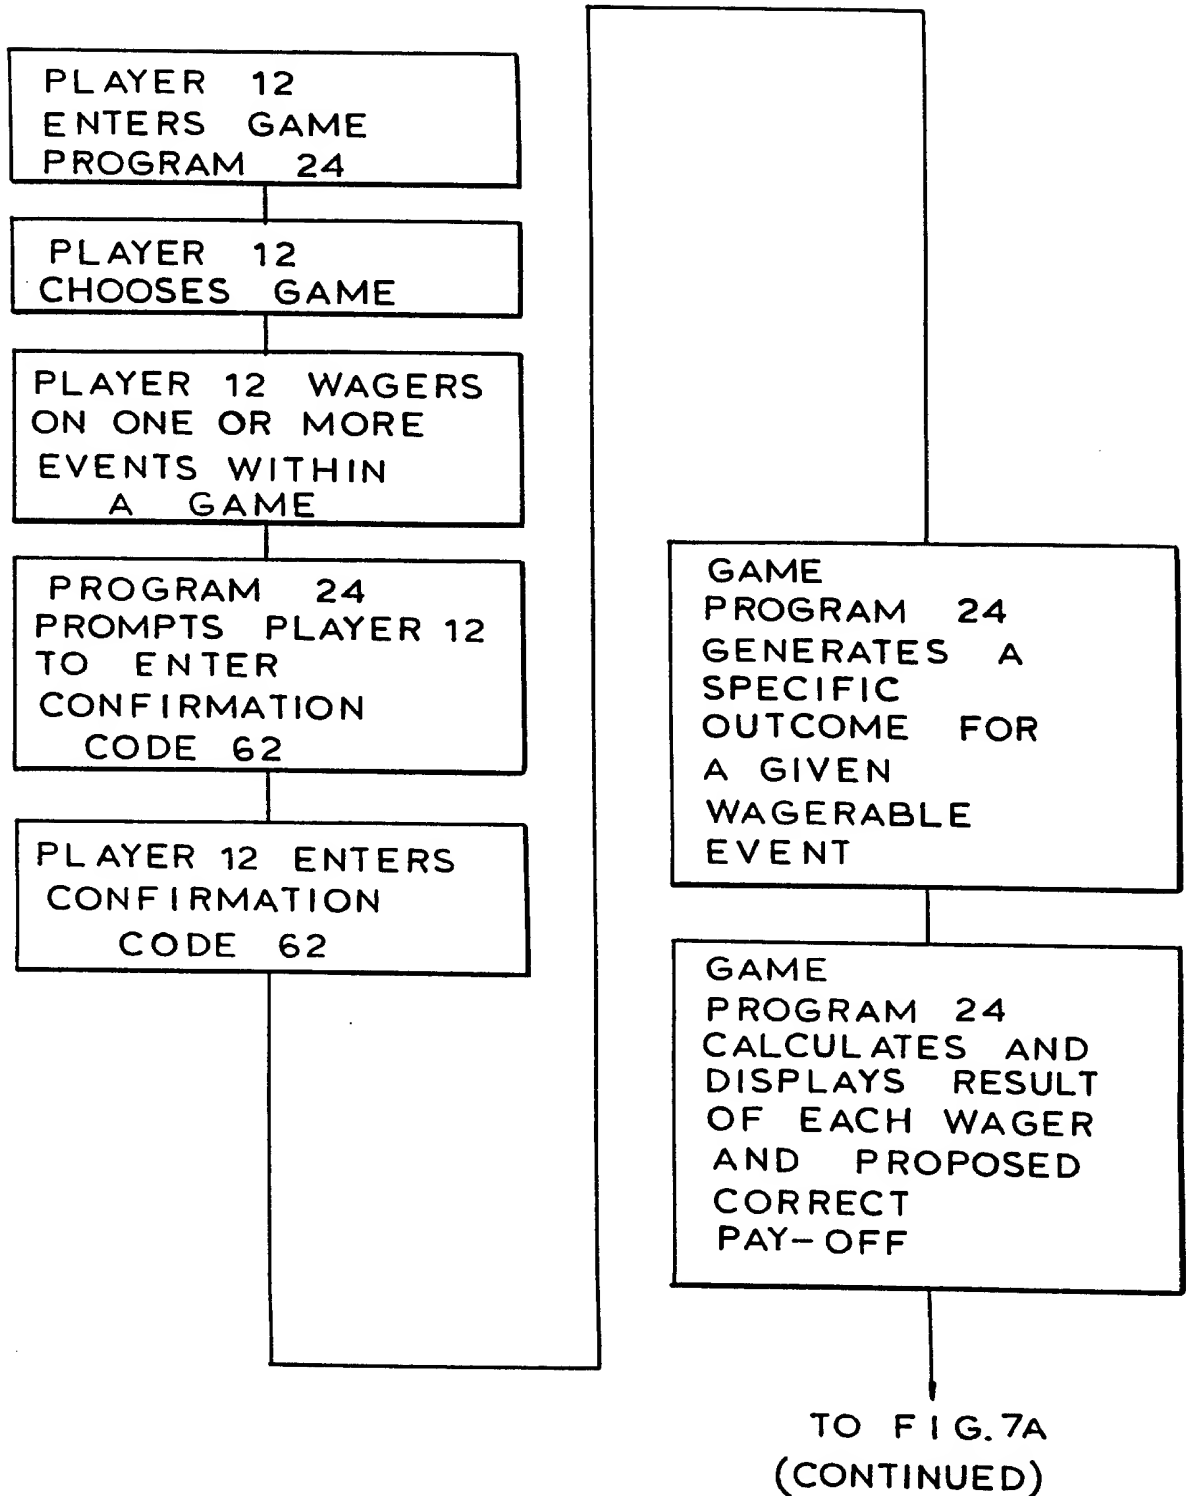 PLAYER 12
ENTERS GAME
PROGRAM 24
PLAYER 12
CHOOSES GAME
PLAYER 12 WAGERS
ON ONE OR MORE
EVENTS WITHIN
A GAME
PROGRAM 24
PROMPTS PLAYER 12
TO ENTER
CONFIRMATION
CODE 62
PLAYER 12 ENTERS
CONFIRMATION
CODE 62
GAME
PROGRAM 24
GENERATES A
SPECIFIC
OUTCOME FOR
A GIVEN
WAGERABLE
EVENT
GAME
PROGRAM 24
CALCULATES AND
DISPLAYS RESULT
OF EACH WAGER
AND PROPOSED
CORRECT
PAY-OFF
TO FIG. 7A
(CONTINUED)